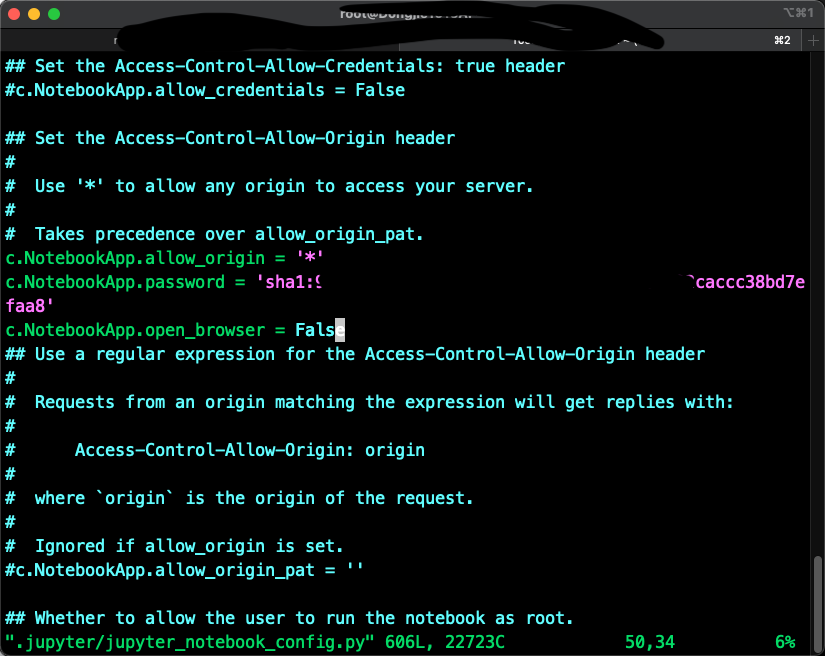 ⌥⌘1
⌘2
## Set the Access-Control-Allow-Credentials: true header
#c.NotebookApp.allow_credentials = False
## Set the Access-Control-Allow-Origin header
#
#  Use '*' to allow any origin to access your server.
#
#  Takes precedence over allow_origin_pat.
c.NotebookApp.allow_origin = '*'
c.NotebookApp.password = 'sha1:9 caccc38bd7e
faa8'
c.NotebookApp.open_browser = False
## Use a regular expression for the Access-Control-Allow-Origin header
#
#  Requests from an origin matching the expression will get replies with:
#
#      Access-Control-Allow-Origin: origin
#
#  where `origin` is the origin of the request.
#
#  Ignored if allow_origin is set.
#c.NotebookApp.allow_origin_pat = ''
## Whether to allow the user to run the notebook as root.
".jupyter/jupyter_notebook_config.py" 606L, 22723C 50,34 6%